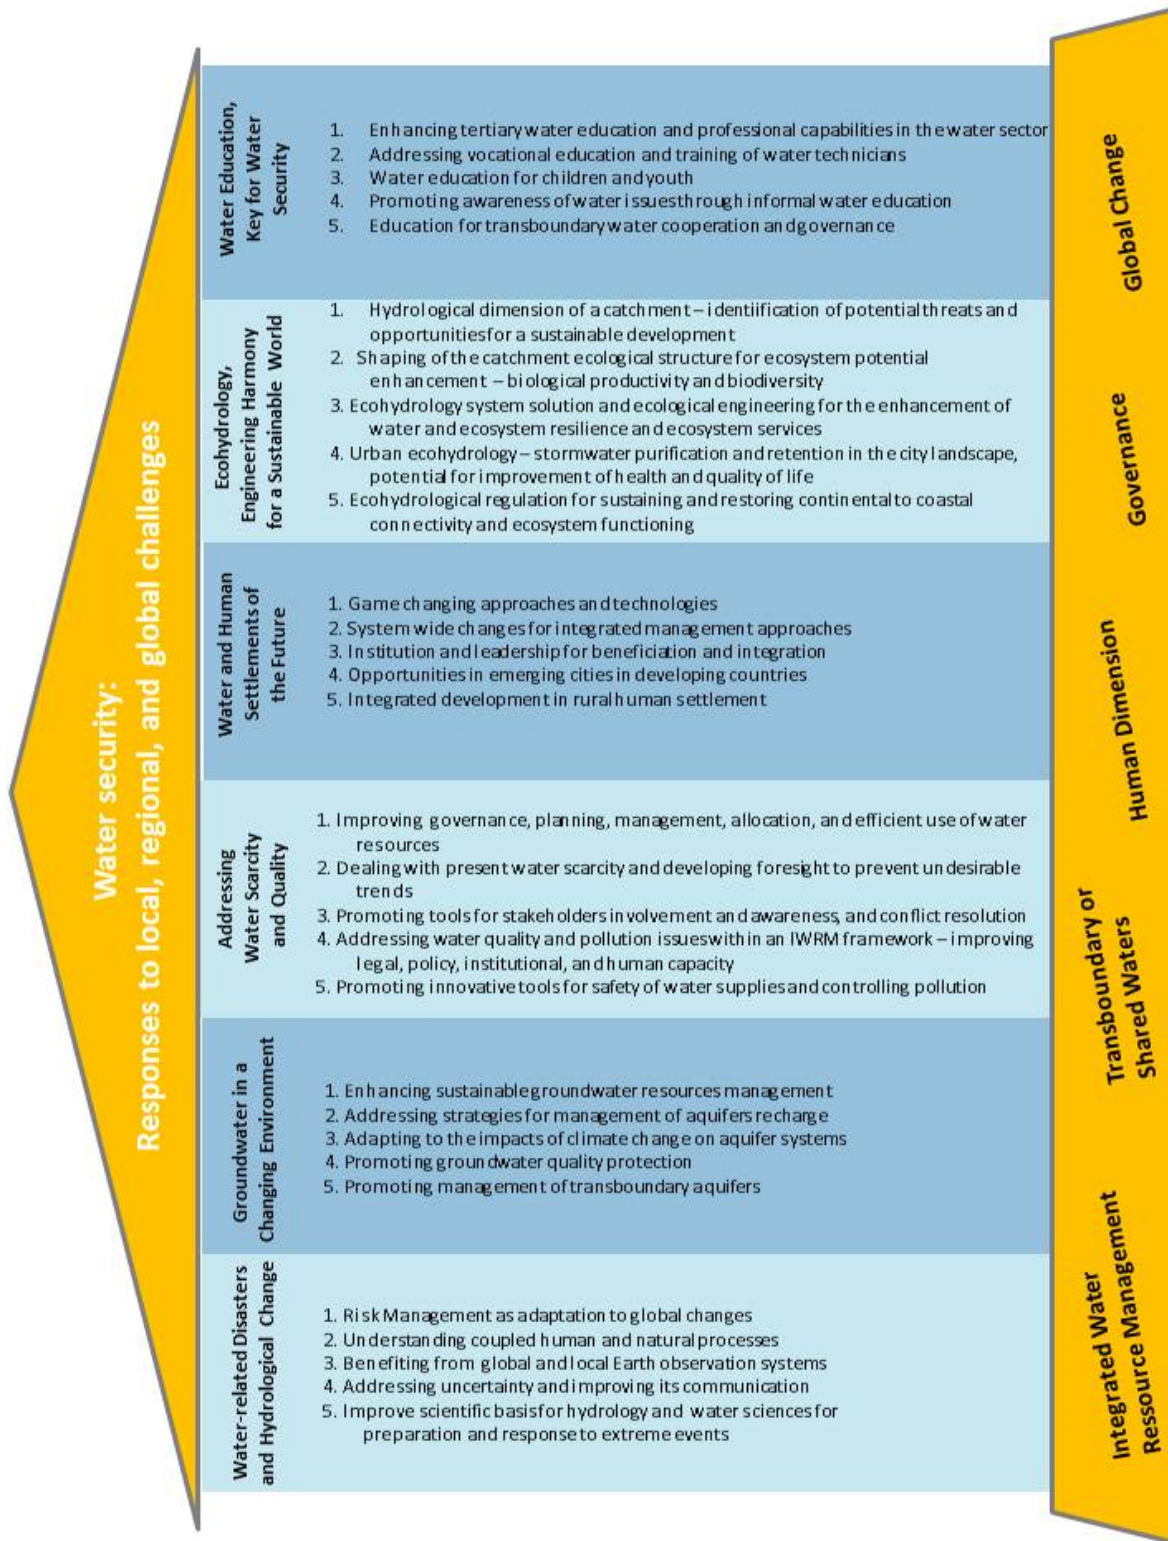 Water security:
Responses to local, regional, and global challenges
Water Education,
Key for Water
Security
1. Enhancing tertiary water education and professional capabilities in the water sector
2. Addressing vocational education and training of water technicians
3. Water education for children and youth
4. Promoting awareness of water issues through informal water education
5. Education for transboundary water cooperation and governance
Ecohydrology,
Engineering Harmony
for a Sustainable World
1. Hydrological dimension of a catchment – identiification of potential threats and
opportunities for a sustainable development
2. Shaping of the catchment ecological structure for ecosystem potential
enhancement – biological productivity and biodiversity
3. Ecohydrology system solution and ecological engineering for the enhancement of
water and ecosystem resilience and ecosystem services
4. Urban ecohydrology – stormwater purification and retention in the city landscape,
potential for improvement of health and quality of life
5. Ecohydrological regulation for sustaining and restoring continental to coastal
connectivity and ecosystem functioning
Water and Human
Settlements of
the Future
1. Game changing approaches and technologies
2. System wide changes for integrated management approaches
3. Institution and leadership for beneficiation and integration
4. Opportunities in emerging cities in developing countries
5. Integrated development in rural human settlement
Addressing
Water Scarcity
and Quality
1. Improving governance, planning, management, allocation, and efficient use of water
resources
2. Dealing with present water scarcity and developing foresight to prevent undesirable
trends
3. Promoting tools for stakeholders involvement and awareness, and conflict resolution
4. Addressing water quality and pollution issues within an IWRM framework – improving
legal, policy, institutional, and human capacity
5. Promoting innovative tools for safety of water supplies and controlling pollution
Groundwater in a
Changing Environment
1. Enhancing sustainable groundwater resources management
2. Addressing strategies for management of aquifers recharge
3. Adapting to the impacts of climate change on aquifer systems
4. Promoting groundwater quality protection
5. Promoting management of transboundary aquifers
Water-related Disasters
and Hydrological Change
1. Risk Management as adaptation to global changes
2. Understanding coupled human and natural processes
3. Benefiting from global and local Earth observation systems
4. Addressing uncertainty and improving its communication
5. Improve scientific basis for hydrology and water sciences for
preparation and response to extreme events
Global Change
Governance
Human Dimension
Transboundary or
Shared Waters
Integrated Water
Ressource Management